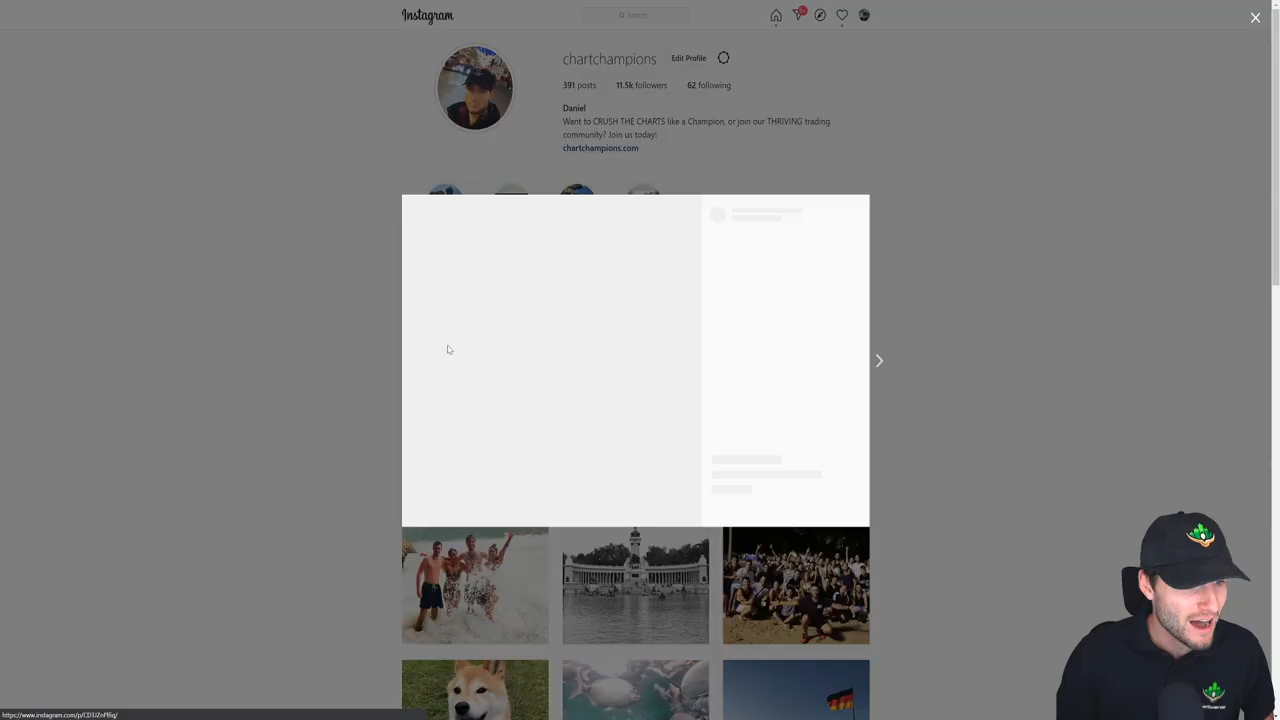 Instagram
Search
chartchampions
Edit Profile
391 posts
11.5k followers
62 following
Daniel
Want to CRUSH THE CHARTS like a Champion, or join our THRIVING trading
community? Join us today!
chartchampions.com